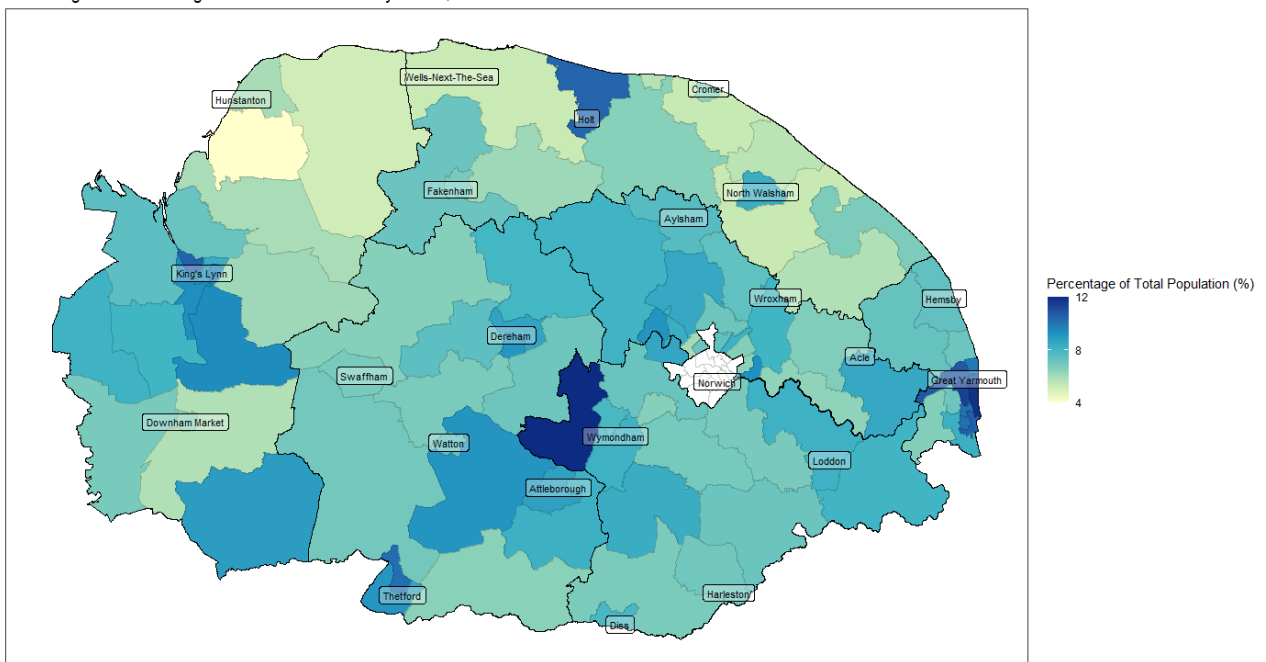 Wells-Next-The-Sea
Cromer
Hunstanton
Holt
Fakenham
North Walsham
Aylsham
King's Lynn
Percentage of Total Population (%)
12
8
4
Wroxham
Hemsby
Dereham
Acle
Swaffham
Norwich
Great Yarmouth
Downham Market
Watton
Wymondham
Loddon
Attleborough
Thetford
Harleston
Diss